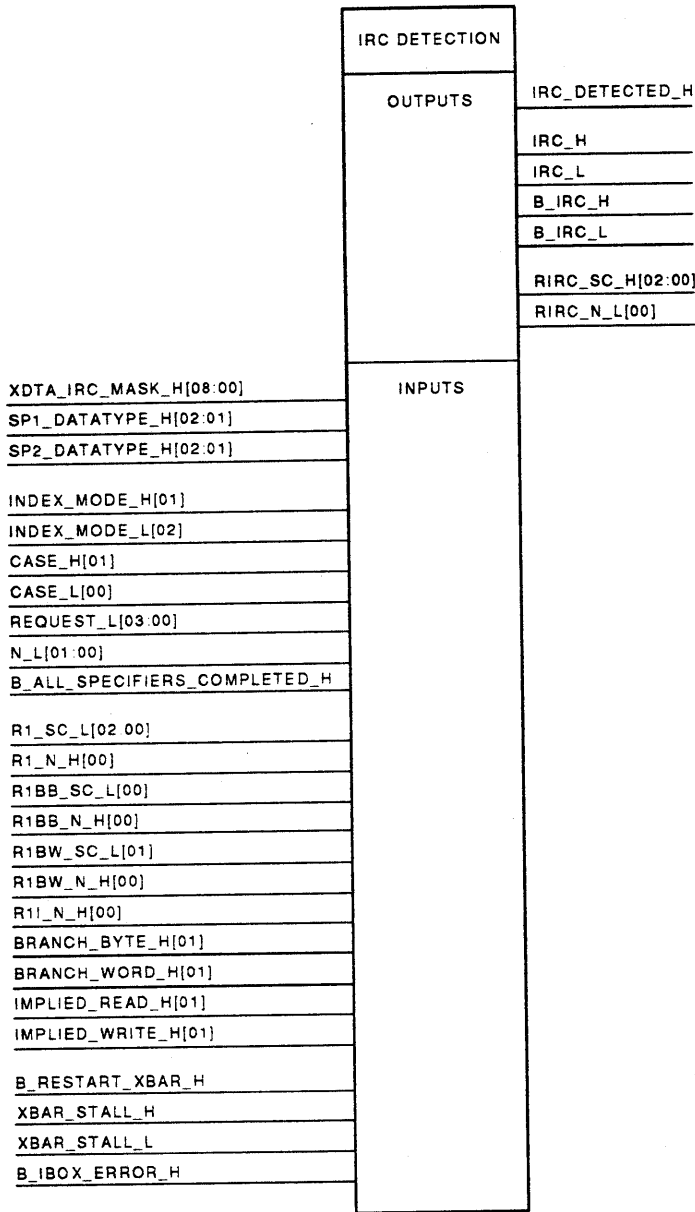 IRC DETECTION
OUTPUTS
IRC_DETECTED_H
IRC_H
IRC_L
B_IRC_H
B_IRC_L
RIRC_SC_H[02:00]
RIRC_N_L[00]
INPUTS
XDTA_IRC_MASK_H[08:00]
SP1_DATATYPE_H[02:01]
SP2_DATATYPE_H[02:01]
INDEX_MODE_H[01]
INDEX_MODE_L[02]
CASE_H[01]
CASE_L[00]
REQUEST_L[03:00]
N_L[01:00]
B_ALL_SPECIFIERS_COMPLETED_H
R1_SC_L[02:00]
R1_N_H[00]
R1BB_SC_L[00]
R1BB_N_H[00]
R1BW_SC_L[01]
R1BW_N_H[00]
R1I_N_H[00]
BRANCH_BYTE_H[01]
BRANCH_WORD_H[01]
IMPLIED_READ_H[01]
IMPLIED_WRITE_H[01]
B_RESTART_XBAR_H
XBAR_STALL_H
XBAR_STALL_L
B_IBOX_ERROR_H